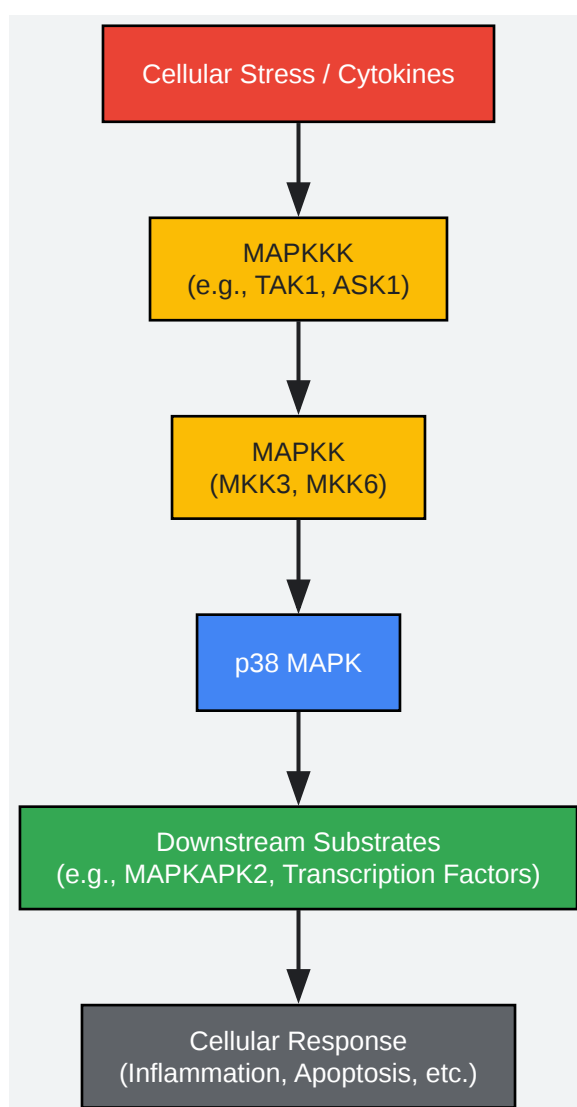 Cellular Stress / Cytokines
MAPKKK
(e.g., TAK1, ASK1)
MAPKK
(MKK3, MKK6)
p38 MAPK
Downstream Substrates
(e.g., MAPKAPK2, Transcription Factors)
Cellular Response
(Inflammation, Apoptosis, etc.)